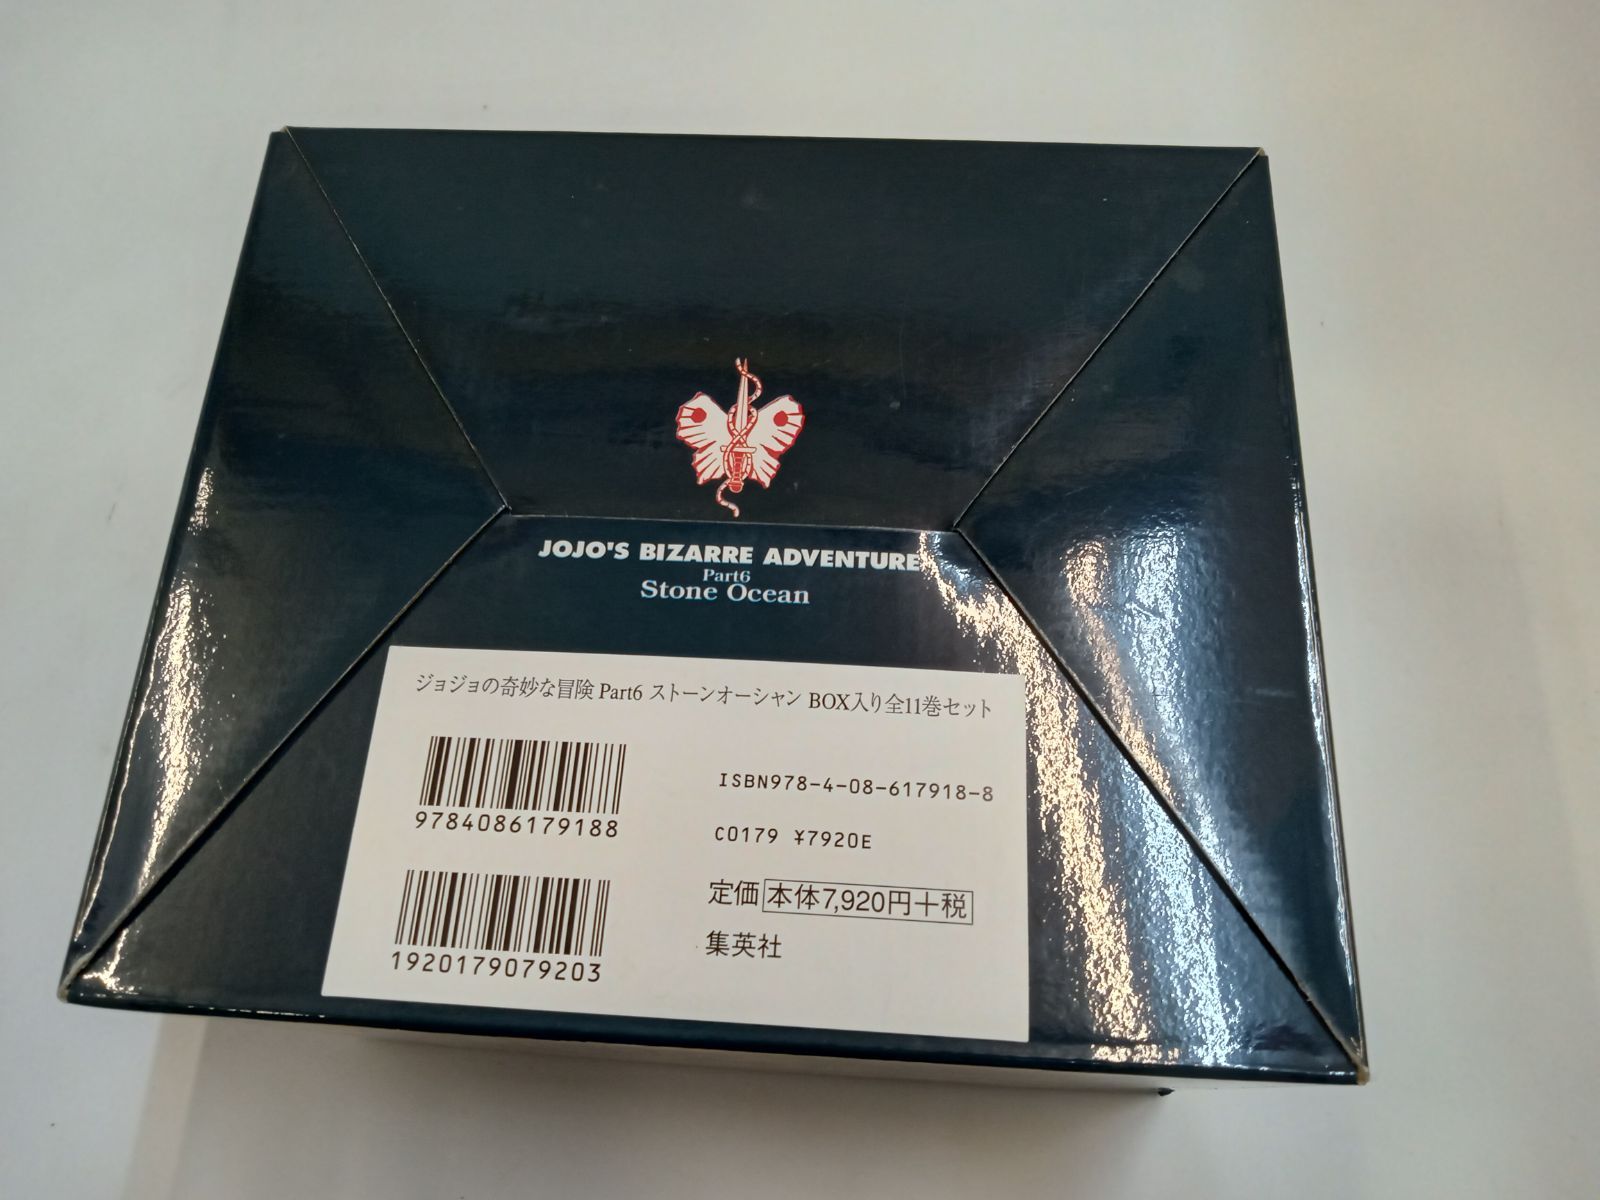 JOJO'S BIZARRE ADVENTURE
Part6
Stone Ocean
ジョジョの奇妙な冒険 Part6 ストーンオーシャン BOX入り全11巻セット
9784086179188
ISBN978-4-08-617918-8
C0179 ¥7920E
1920179079203
定価 本体7,920円+税
集英社